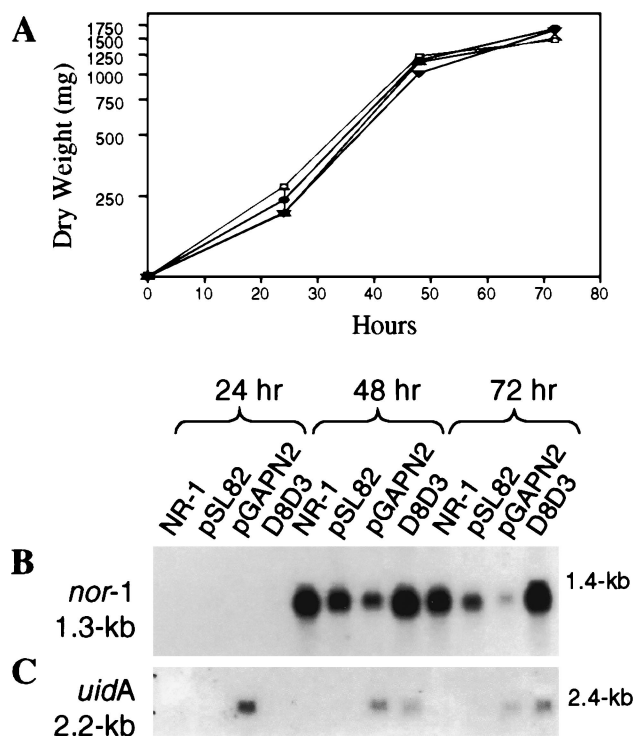 A
Dry Weight (mg)
1750
1500
1250
1000
750
500
250
0 10 20 30 40 50 60 70 80
Hours
24 hr 48 hr 72 hr
NR-1 pSL82 pGAPN2 D8D3 NR-1 pSL82 pGAPN2 D8D3 NR-1 pSL82 pGAPN2 D8D3
B
nor-1
1.3-kb
1.4-kb
C
uidA
2.2-kb
2.4-kb